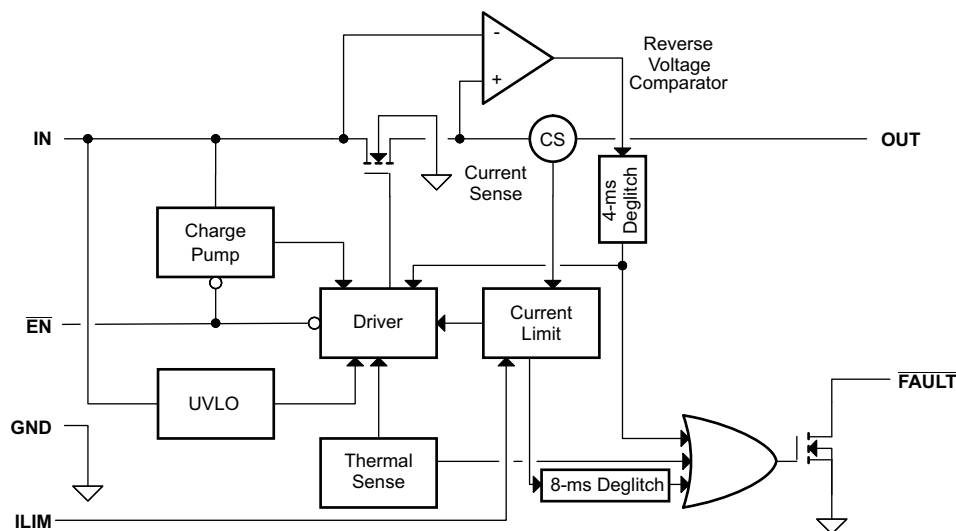 Reverse
Voltage
Comparator
-
+
IN
CS
OUT
Current
Sense
4-ms
Deglitch
Charge
Pump
EN
Driver
Current
Limit
UVLO
FAULT
GND
Thermal
Sense
8-ms Deglitch
ILIM